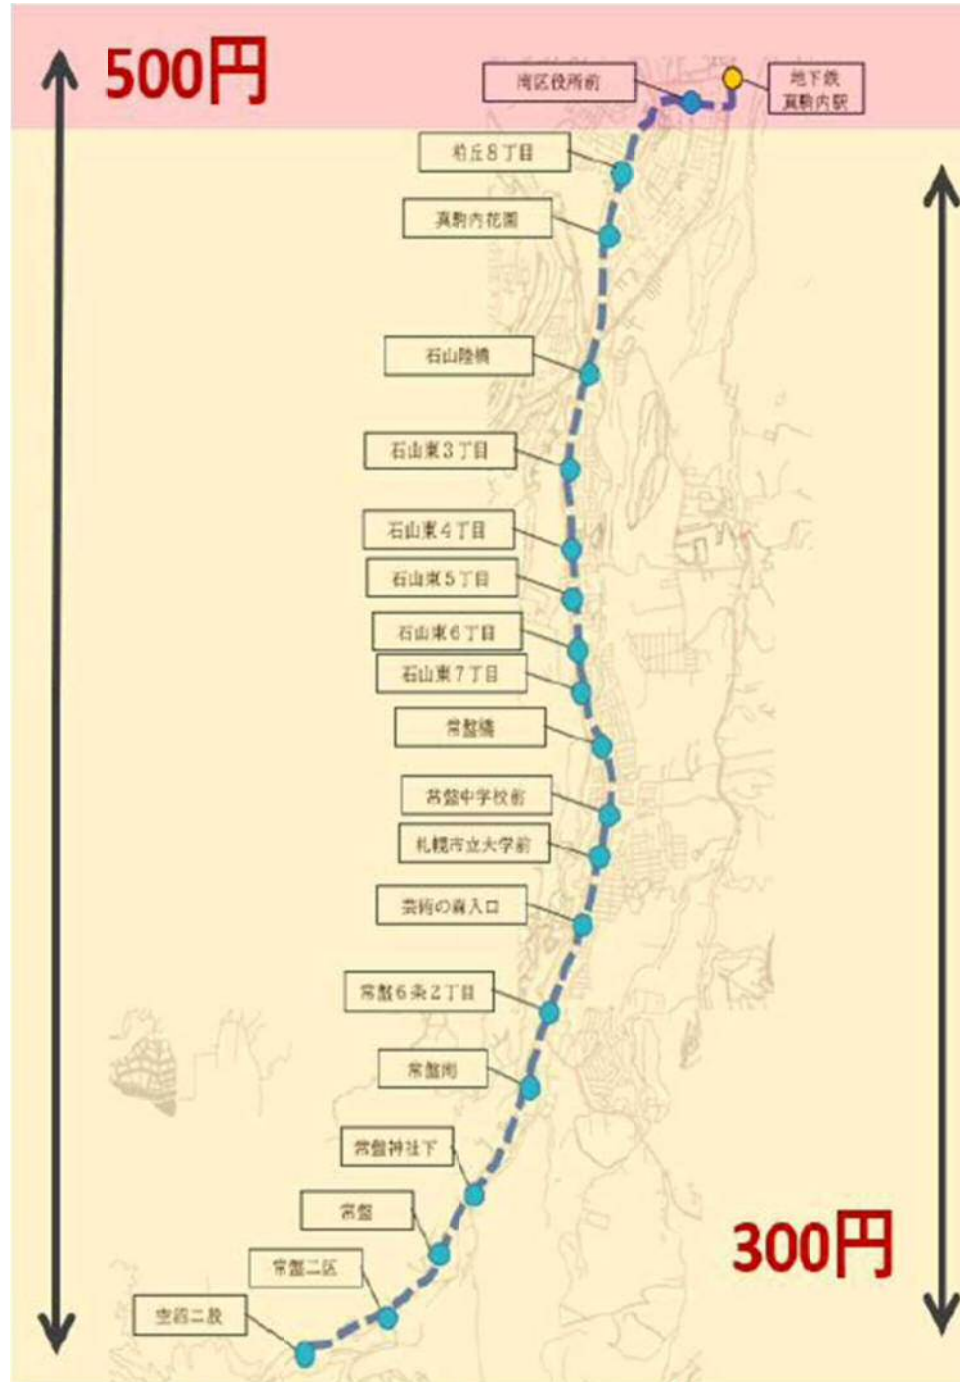 500円
南区役所前
地下鉄
真駒内駅
柏丘8丁目
真駒内花園
石山陸橋
石山東3丁目
石山東4丁目
石山東5丁目
石山東6丁目
石山東7丁目
常盤橋
常盤中学校前
札幌市立大学前
芸術の森入口
常盤6条2丁目
常盤南
常盤神社下
常盤
300円
常盤二区
空沼二股